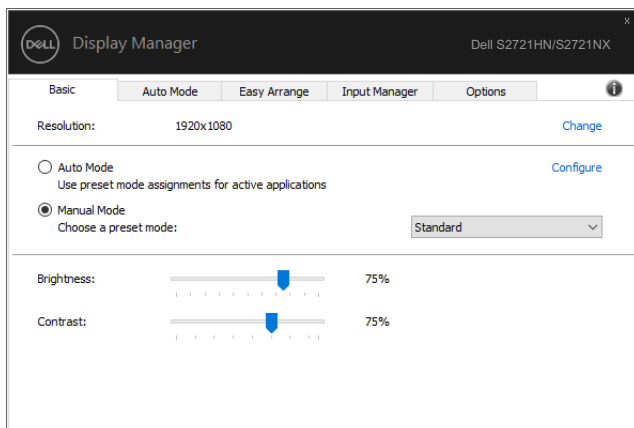 x
DELL Display Manager Dell S2721HN/S2721NX
Basic Auto Mode Easy Arrange Input Manager Options i
Resolution: 1920x1080 Change
Auto Mode Configure
Use preset mode assignments for active applications
Manual Mode
Choose a preset mode: Standard
Brightness: 75%
Contrast: 75%